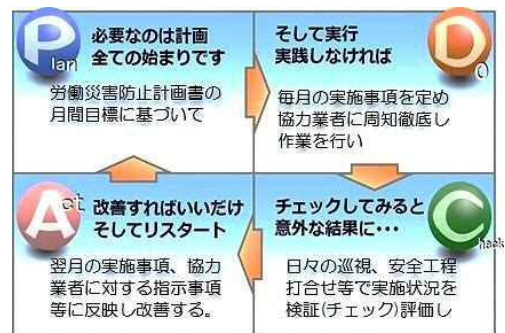 Plan
必要なのは計画
全ての始まりです
労働災害防止計画書の
月間目標に基づいて
そして実行
実践しなければ
Do
毎月の実施事項を定め
協力業者に周知徹底し
作業を行い
Act
改善すればいいだけ
そしてリスタート
翌月の実施事項、協力
業者に対する指示事項
等に反映し改善する。
チェックしてみると
意外な結果に・・・
Cheak
日々の巡視、安全工程
打合せ等で実施状況を
検証(チェック)評価し